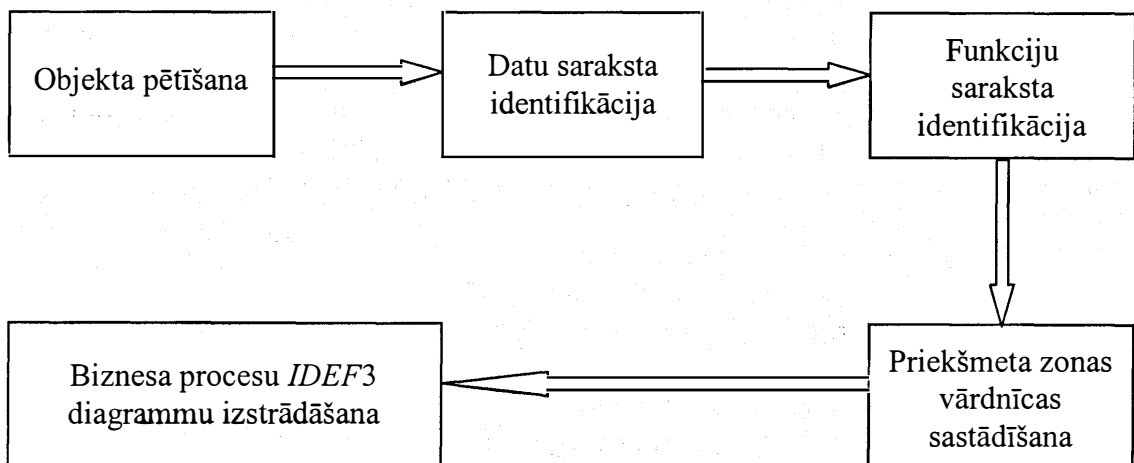 Objekta pētīšana
Datu saraksta
identifikācija
Funkciju
saraksta
identifikācija
Priekšmeta zonas
vārdnīcas
sastādīšana
Biznesa procesu IDEF3
diagrammu izstrādāšana